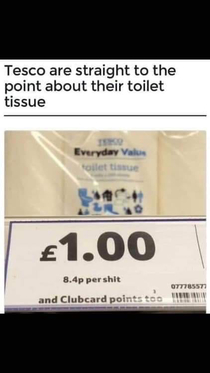 Tesco are straight to the
point about their toilet
tissue
TESCO
Everyday Value
toilet tissue
£1.00
8.4p per shit
07778557
and Clubcard points too